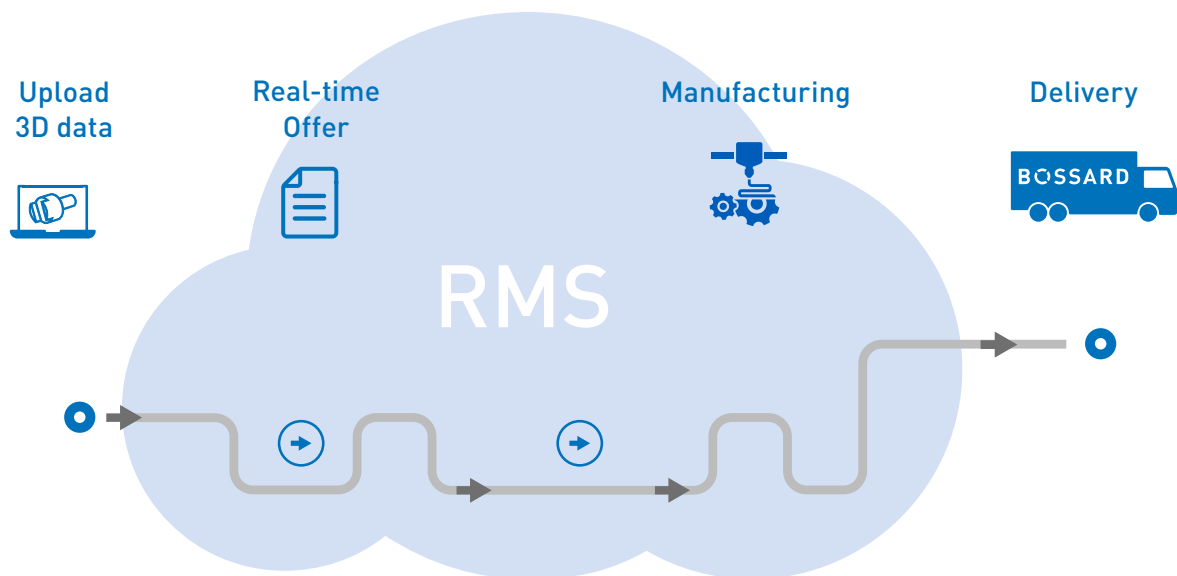 Upload
3D data
Real-time
Offer
Manufacturing
Delivery
BOSSARD
RMS